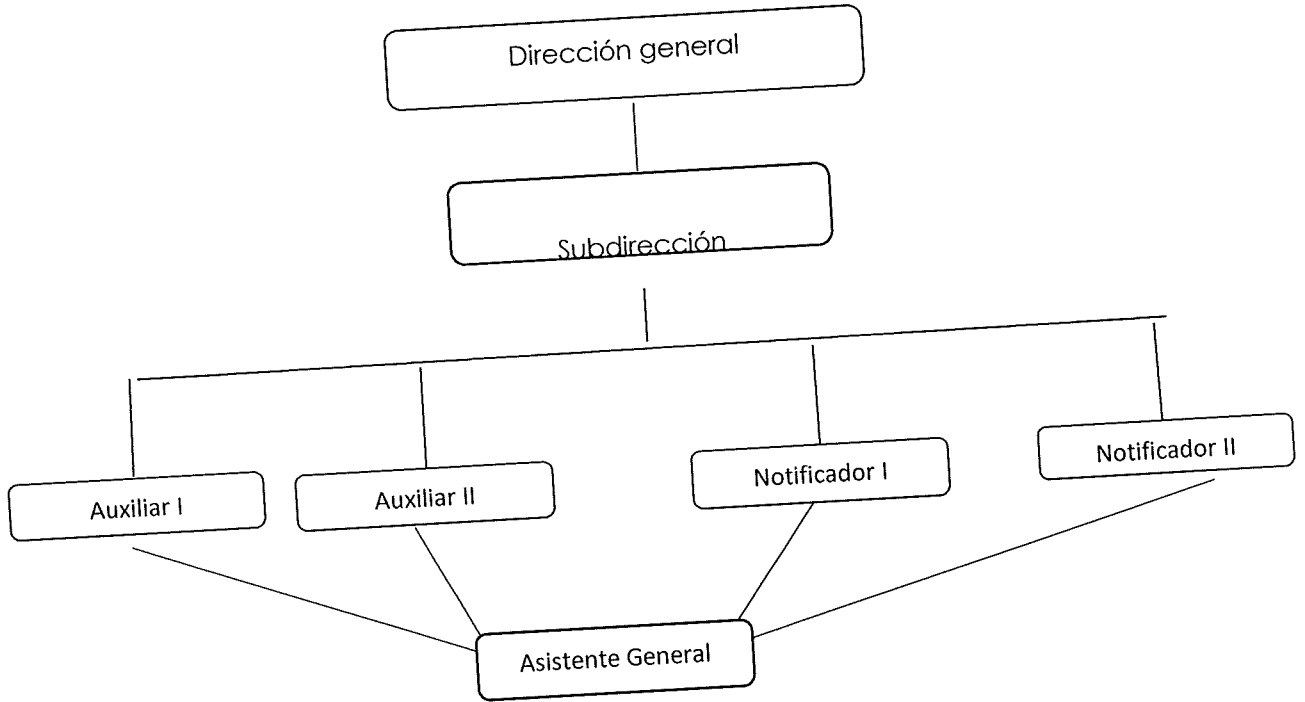 Dirección general
Subdirección
Auxiliar I
Auxiliar II
Notificador I
Notificador II
Asistente General